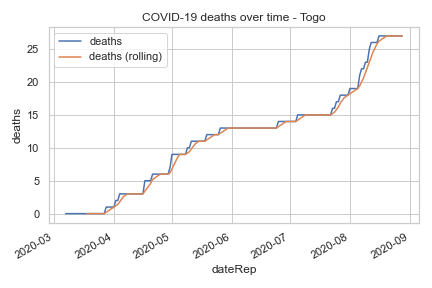 COVID-19 deaths over time - Togo
deaths
deaths (rolling)
25
20
15
10
5
0
deaths
2020-03
2020-04
2020-05
2020-06
2020-07
2020-08
2020-09
dateRep